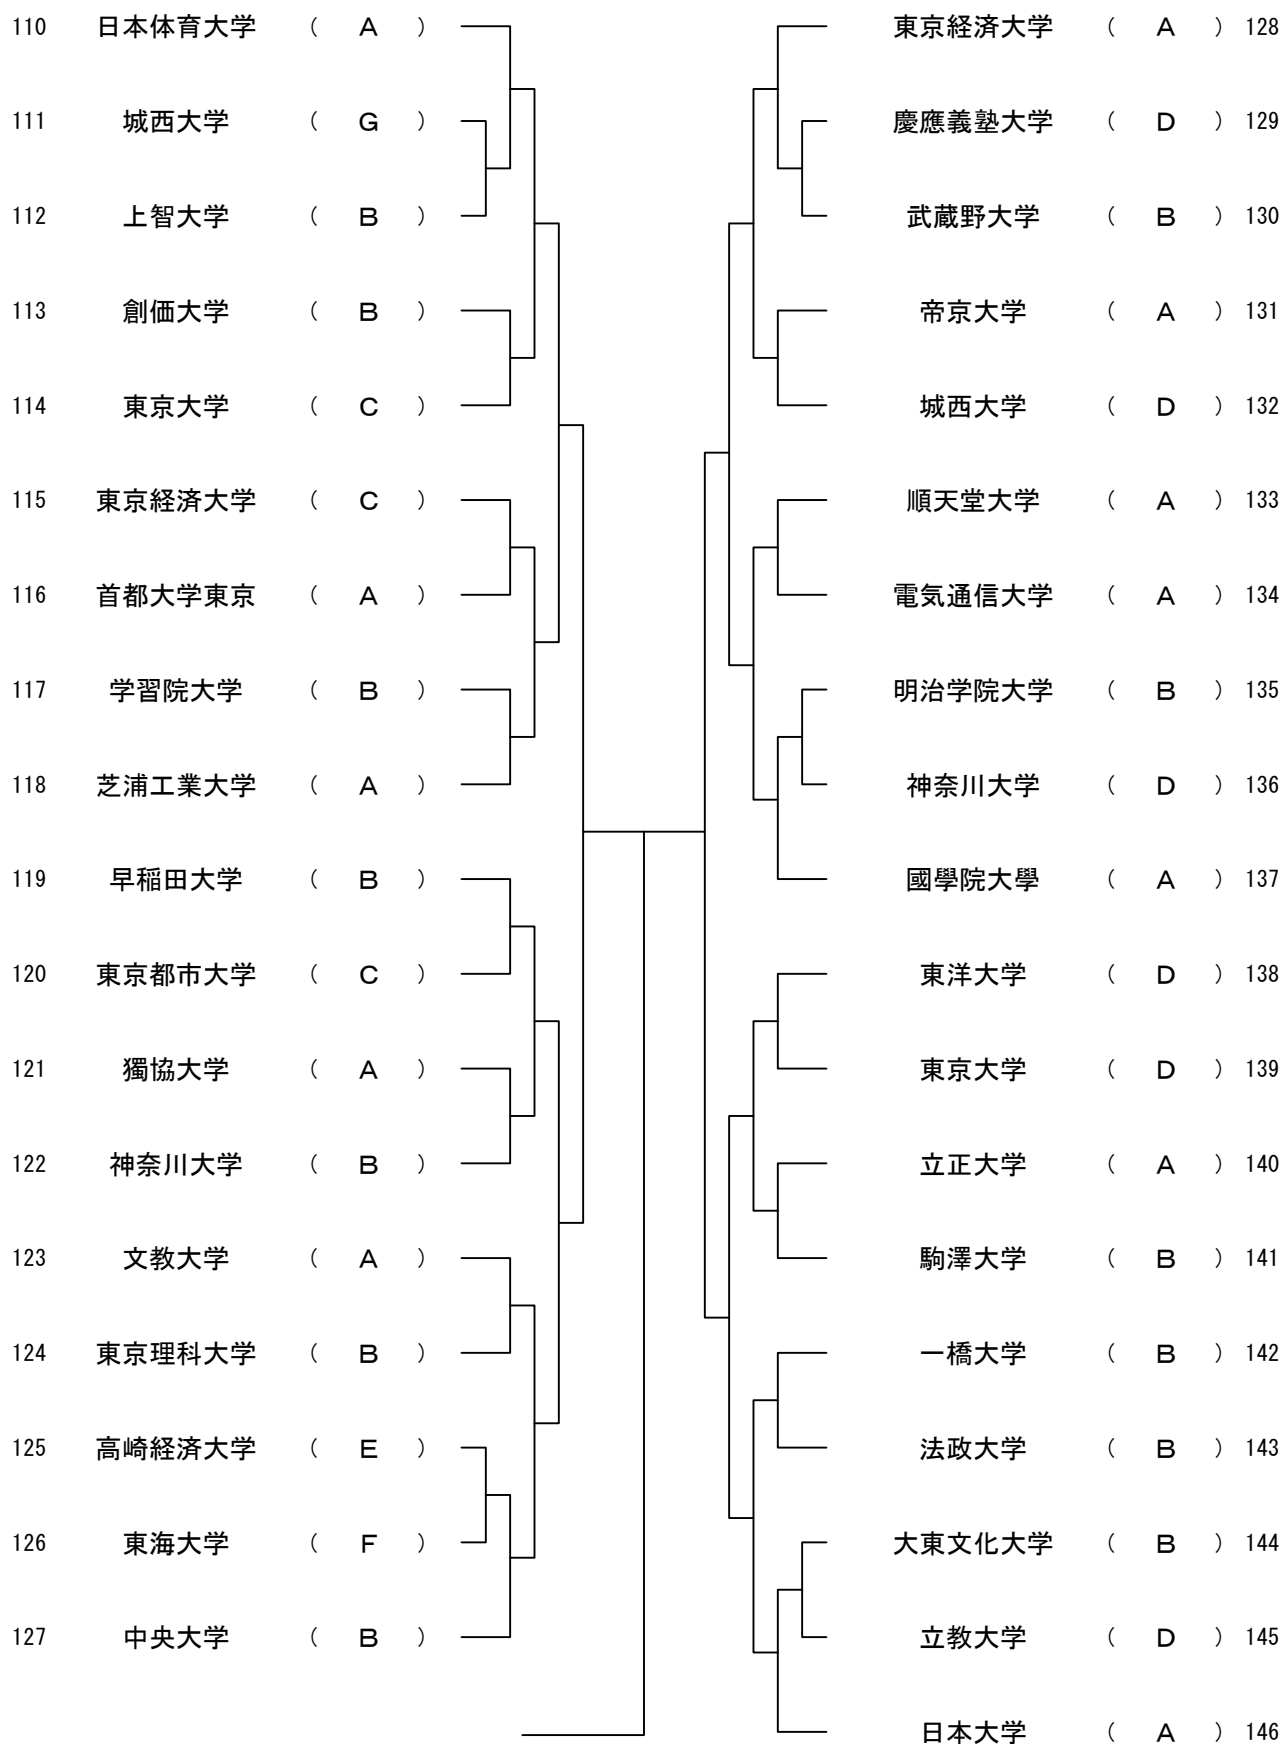 110 日本体育大学 ( A )
111 城西大学 ( G )
112 上智大学 ( B )
113 創価大学 ( B )
114 東京大学 ( C )
115 東京経済大学 ( C )
116 首都大学東京 ( A )
117 学習院大学 ( B )
118 芝浦工業大学 ( A )
119 早稲田大学 ( B )
120 東京都市大学 ( C )
121 獨協大学 ( A )
122 神奈川大学 ( B )
123 文教大学 ( A )
124 東京理科大学 ( B )
125 高崎経済大学 ( E )
126 東海大学 ( F )
127 中央大学 ( B )
東京経済大学 ( A ) 128
慶應義塾大学 ( D ) 129
武蔵野大学 ( B ) 130
帝京大学 ( A ) 131
城西大学 ( D ) 132
順天堂大学 ( A ) 133
電気通信大学 ( A ) 134
明治学院大学 ( B ) 135
神奈川大学 ( D ) 136
國學院大學 ( A ) 137
東洋大学 ( D ) 138
東京大学 ( D ) 139
立正大学 ( A ) 140
駒澤大学 ( B ) 141
一橋大学 ( B ) 142
法政大学 ( B ) 143
大東文化大学 ( B ) 144
立教大学 ( D ) 145
日本大学 ( A ) 146